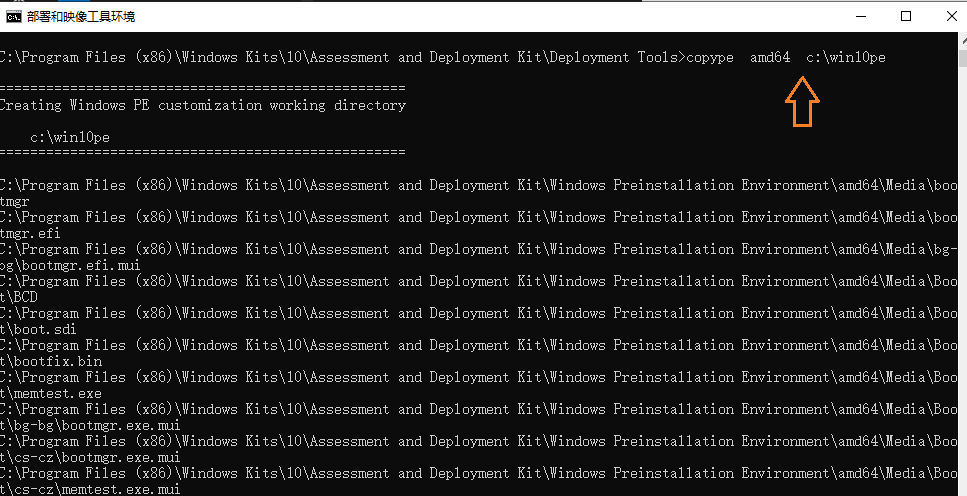 部署和映像工具环境
C:\Program Files (x86)\Windows Kits\10\Assessment and Deployment Kit\Deployment Tools>copype  amd64  c:\win10pe
===================================================
Creating Windows PE customization working directory
c:\win10pe
===================================================
C:\Program Files (x86)\Windows Kits\10\Assessment and Deployment Kit\Windows Preinstallation Environment\amd64\Media\boo
tmgr
C:\Program Files (x86)\Windows Kits\10\Assessment and Deployment Kit\Windows Preinstallation Environment\amd64\Media\boo
tmgr.efi
C:\Program Files (x86)\Windows Kits\10\Assessment and Deployment Kit\Windows Preinstallation Environment\amd64\Media\bg-
bg\bootmgr.efi.mui
C:\Program Files (x86)\Windows Kits\10\Assessment and Deployment Kit\Windows Preinstallation Environment\amd64\Media\Boo
t\BCD
C:\Program Files (x86)\Windows Kits\10\Assessment and Deployment Kit\Windows Preinstallation Environment\amd64\Media\Boo
t\boot.sdi
C:\Program Files (x86)\Windows Kits\10\Assessment and Deployment Kit\Windows Preinstallation Environment\amd64\Media\Boo
t\bootfix.bin
C:\Program Files (x86)\Windows Kits\10\Assessment and Deployment Kit\Windows Preinstallation Environment\amd64\Media\Boo
t\memtest.exe
C:\Program Files (x86)\Windows Kits\10\Assessment and Deployment Kit\Windows Preinstallation Environment\amd64\Media\Boo
t\bg-bg\bootmgr.exe.mui
C:\Program Files (x86)\Windows Kits\10\Assessment and Deployment Kit\Windows Preinstallation Environment\amd64\Media\Boo
t\cs-cz\bootmgr.exe.mui
C:\Program Files (x86)\Windows Kits\10\Assessment and Deployment Kit\Windows Preinstallation Environment\amd64\Media\Boo
t\cs-cz\memtest.exe.mui